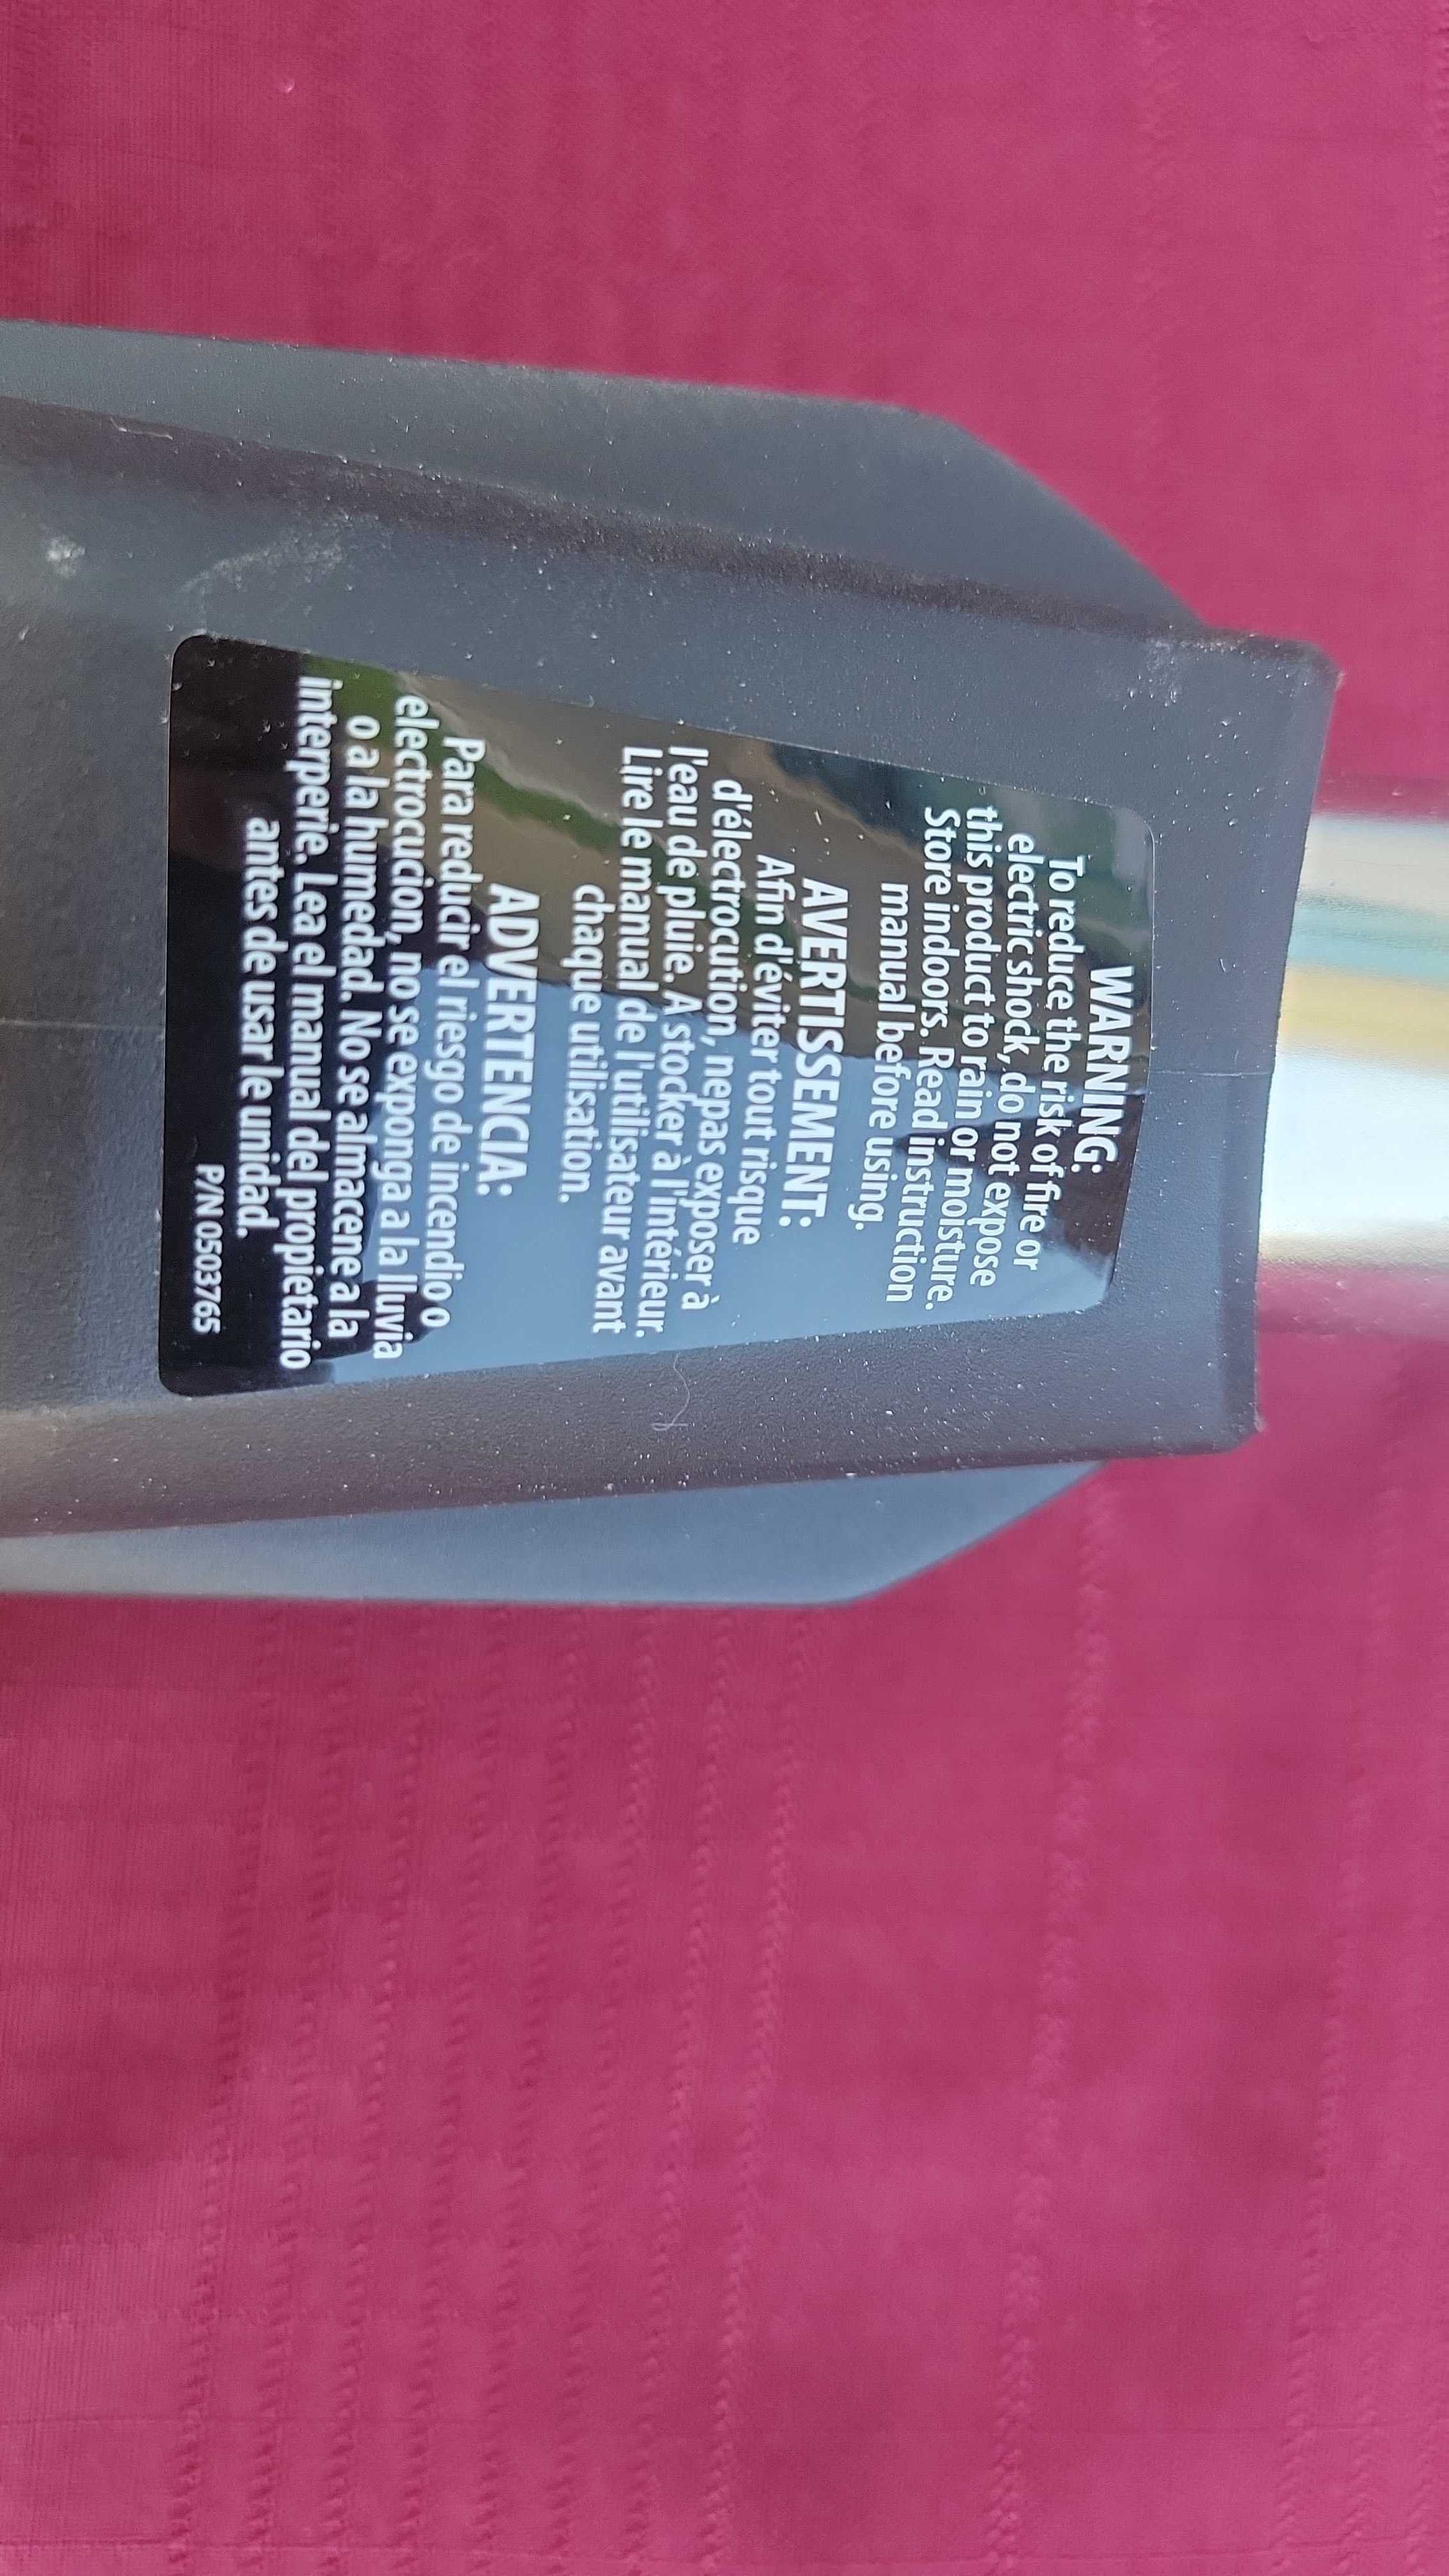 WARNING:
To reduce the risk of fire or
electric shock, do not expose
this product to rain or moisture.
Store indoors. Read instruction
manual before using.
AVERTISSEMENT:
Afin d'éviter tout risque
d'électrocution, nepas exposer à
l'eau de pluie. A stocker à l'intérieur.
Lire le manual de l'utilisateur avant
chaque utilisation.
ADVERTENCIA:
Para reducir el riesgo de incendio o
electrocucion, no se exponga a la lluvia
o a la humedad. No se almacene a la
interperie. Lea el manual del propietario
antes de usar le unidad.
P/N 0503765